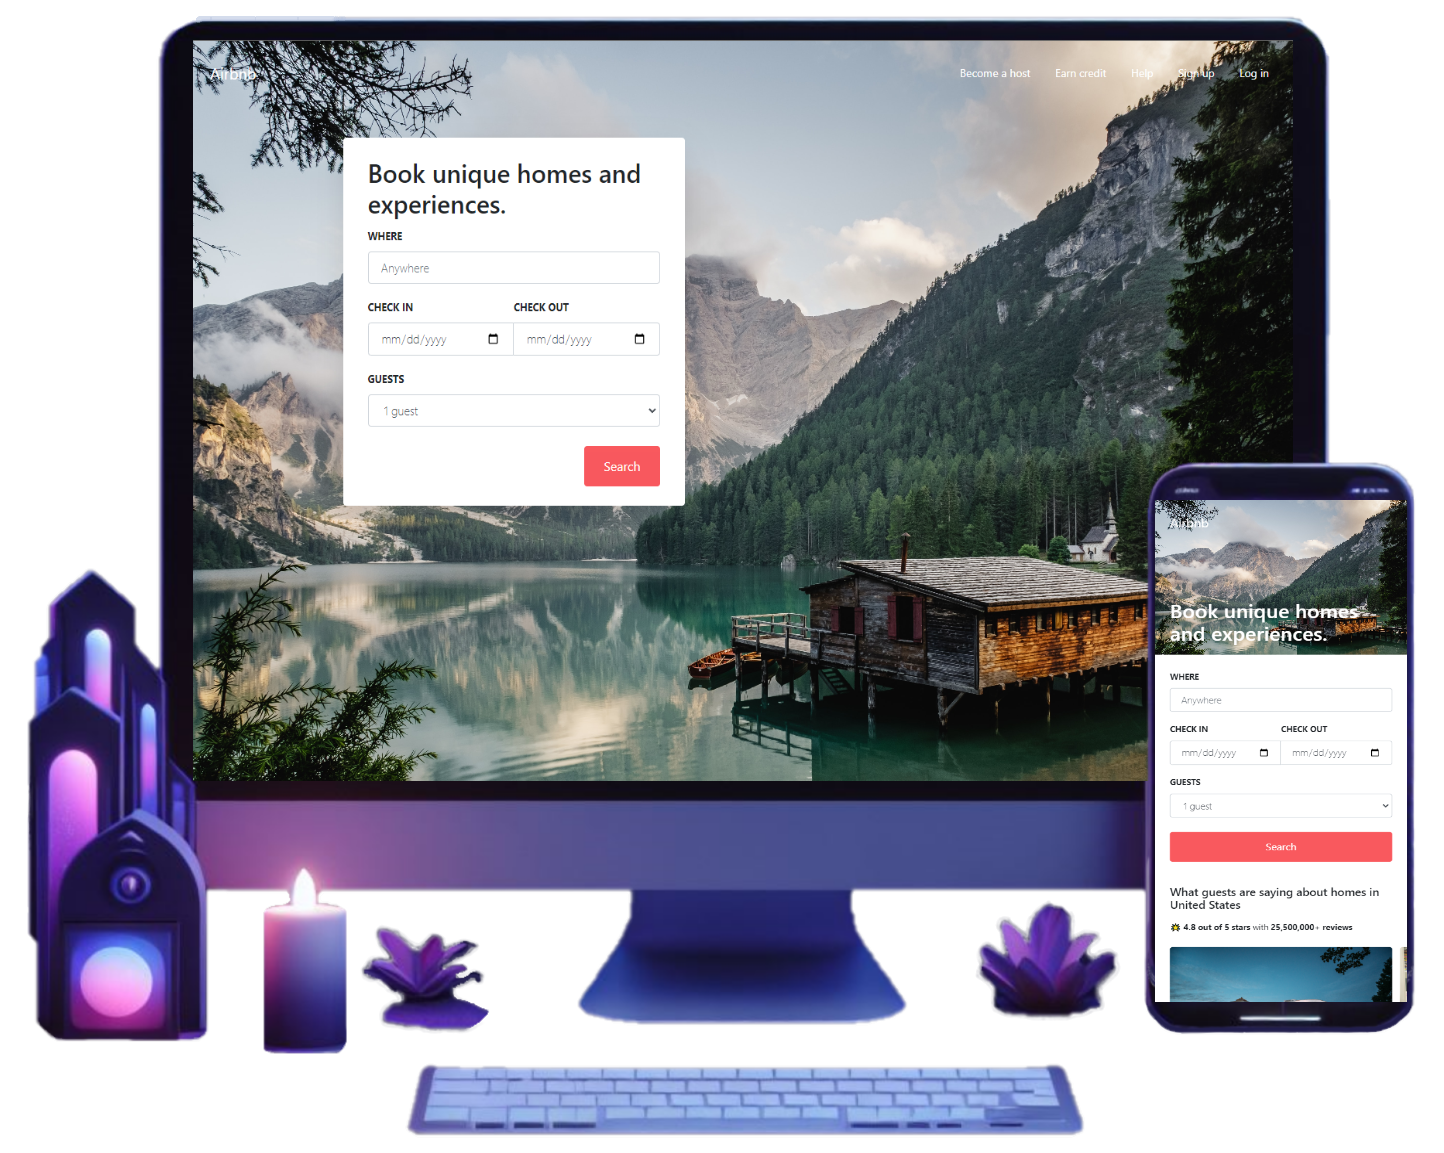 Airbnb
Become a host Earn credit Help Sign up Log in
Book unique homes and
experiences.
WHERE
Anywhere
CHECK IN CHECK OUT
mm/dd/yyyy mm/dd/yyyy
GUESTS
1 guest
Search
Airbnb
Book unique homes
and experiences.
WHERE
Anywhere
CHECK IN CHECK OUT
mm/dd/yyyy mm/dd/yyyy
GUESTS
1 guest
Search
What guests are saying about homes in
United States
4.8 out of 5 stars with 25,500,000+ reviews